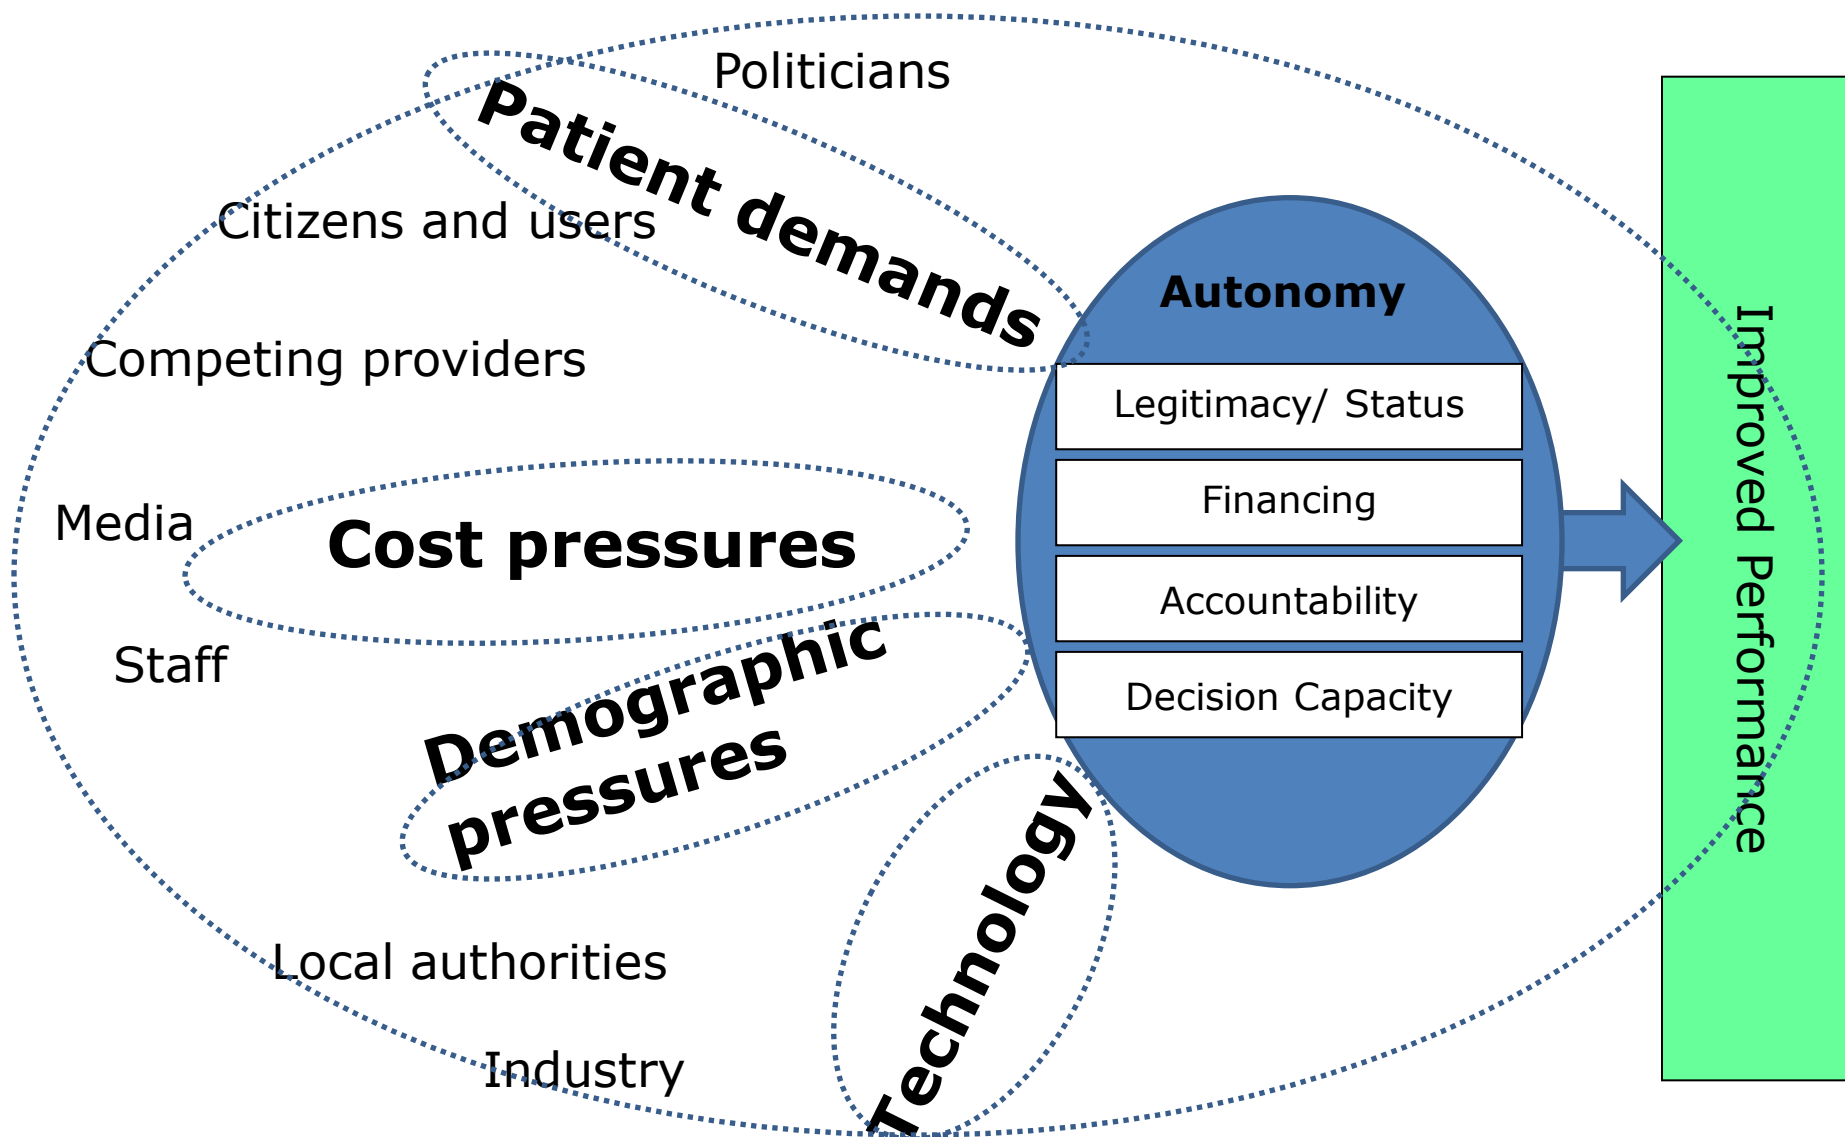 Politicians
Patient demands
Citizens and users
Competing providers
Media
Cost pressures
Staff
Demographic
pressures
Local authorities
Industry
Technology
Autonomy
Legitimacy/ Status
Financing
Accountability
Decision Capacity
Improved Performance